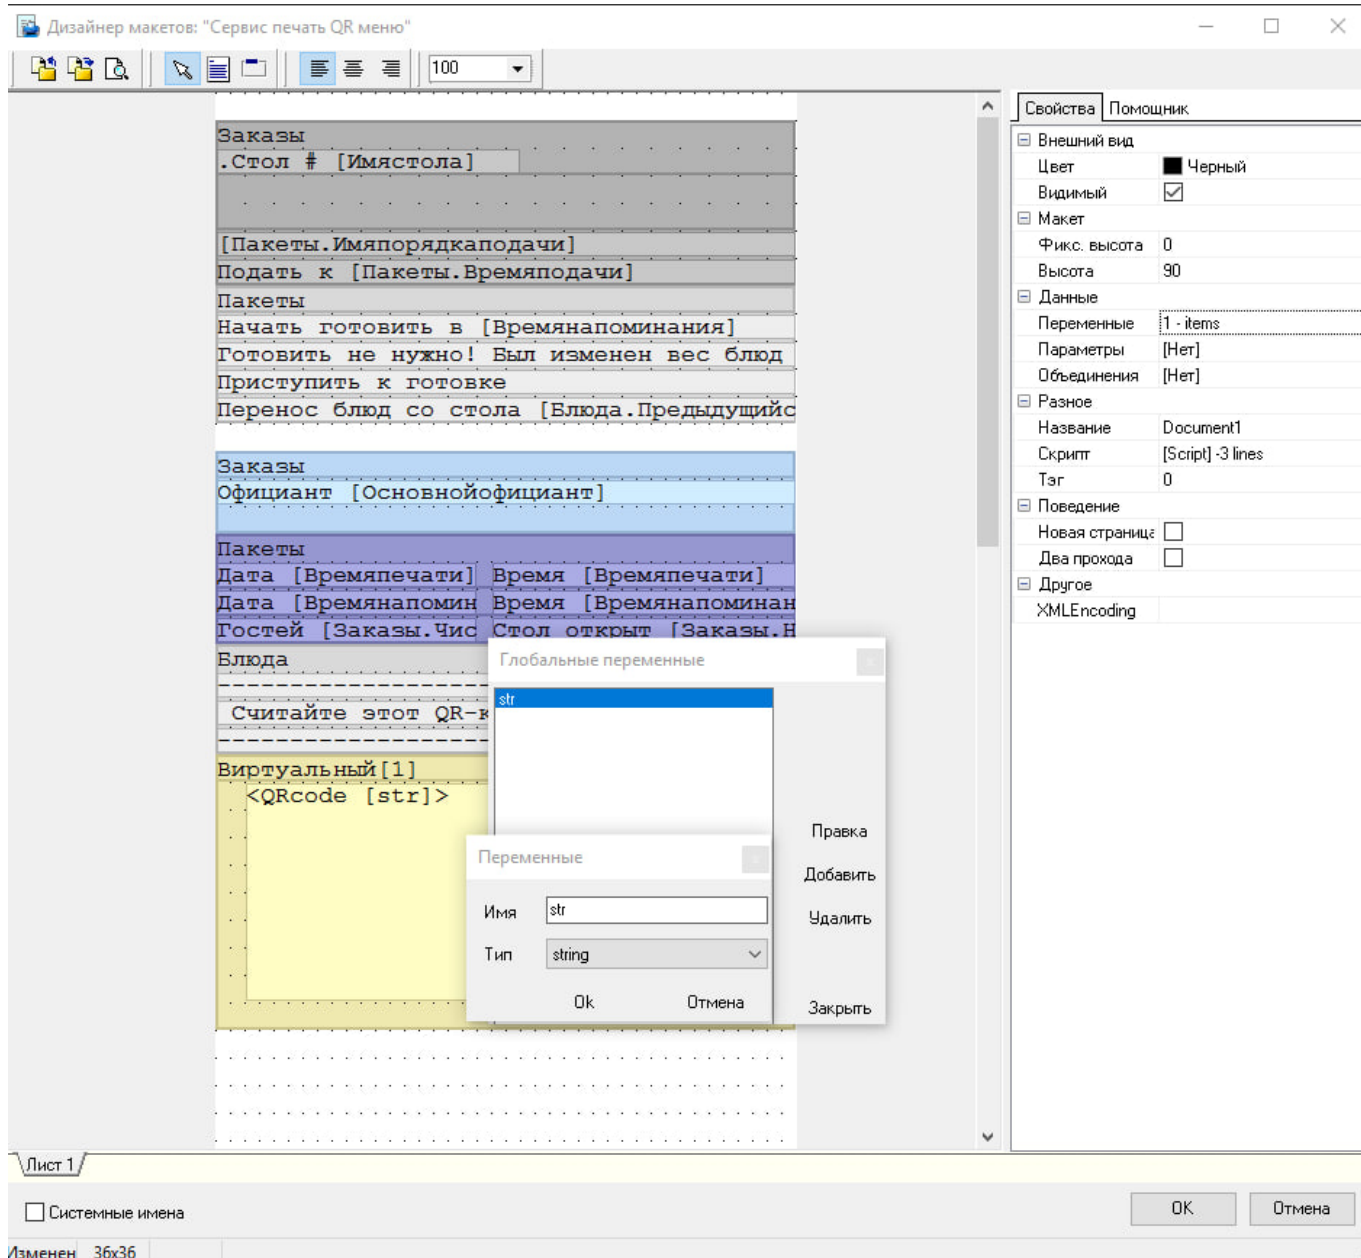 Дизайнер макетов: "Сервис печать QR меню"
100
Свойства Помощник
Внешний вид
Цвет Черный
Видимый
Макет
Фикс. высота 0
Высота 90
Данные
Переменные 1 - items
Параметры [Нет]
Объединения [Нет]
Разное
Название Document1
Скрипт [Script] -3 lines
Тэг 0
Поведение
Новая страница
Два прохода
Другое
XMLEncoding
Заказы
.Стол # [Имястола]
[Пакеты.Имяпорядкаподачи]
Подать к [Пакеты.Времяподачи]
Пакеты
Начать готовить в [Времянапоминания]
Готовить не нужно! Был изменен вес блюд
Приступить к готовке
Перенос блюд со стола [Блюда.Предыдущийс
Заказы
Официант [Основнойофициант]
Пакеты
Дата [Времяпечати] Время [Времяпечати]
Дата [Времянапомин Время [Времянапоминан
Гостей [Заказы.Чис Стол открыт [Заказы.Н
Блюда
--------------------
Считайте этот QR-к
--------------------
Виртуальный[1]
<QRcode [str]>
Глобальные переменные
str
Правка
Добавить
Удалить
Закрыть
Переменные
Имя str
Тип string
Ok Отмена
Лист 1
Системные имена
OK Отмена
Изменен 36x36